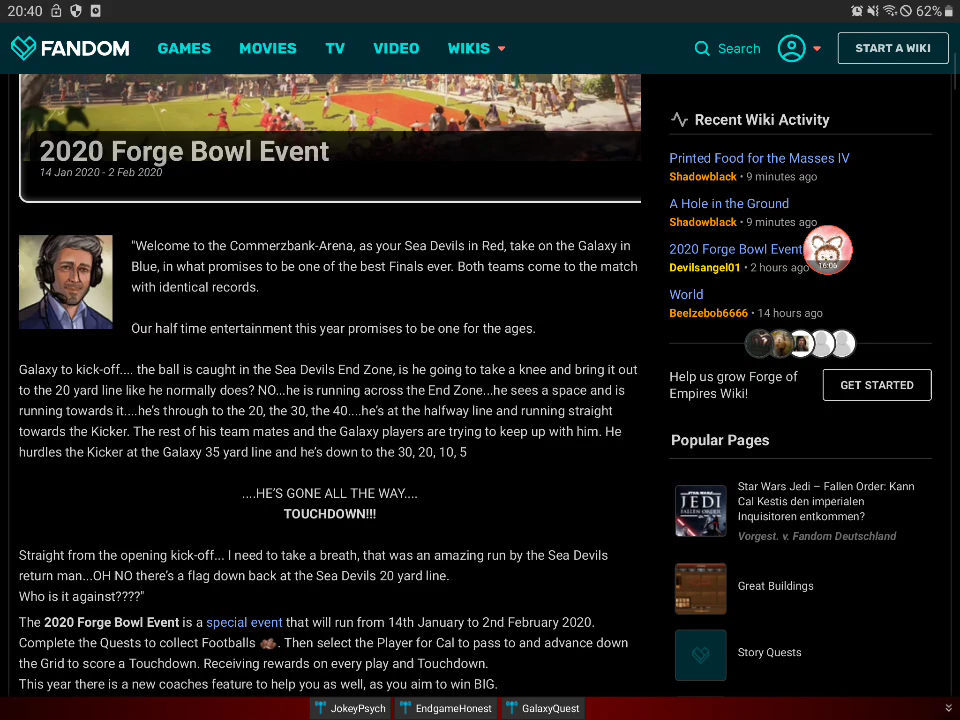 20:40
62%
FANDOM GAMES MOVIES TV VIDEO WIKIS Search START A WIKI
2020 Forge Bowl Event
14 Jan 2020 - 2 Feb 2020
"Welcome to the Commerzbank-Arena, as your Sea Devils in Red, take on the Galaxy in
Blue, in what promises to be one of the best Finals ever. Both teams come to the match
with identical records.
Our half time entertainment this year promises to be one for the ages.
Galaxy to kick-off.... the ball is caught in the Sea Devils End Zone, is he going to take a knee and bring it out
to the 20 yard line like he normally does? NO...he is running across the End Zone...he sees a space and is
running towards it....he's through to the 20, the 30, the 40....he's at the halfway line and running straight
towards the Kicker. The rest of his team mates and the Galaxy players are trying to keep up with him. He
hurdles the Kicker at the Galaxy 35 yard line and he's down to the 30, 20, 10, 5
....HE'S GONE ALL THE WAY....
TOUCHDOWN!!!
Straight from the opening kick-off... I need to take a breath, that was an amazing run by the Sea Devils
return man...OH NO there's a flag down back at the Sea Devils 20 yard line.
Who is it against????"
The 2020 Forge Bowl Event is a special event that will run from 14th January to 2nd February 2020.
Complete the Quests to collect Footballs . Then select the Player for Cal to pass to and advance down
the Grid to score a Touchdown. Receiving rewards on every play and Touchdown.
This year there is a new coaches feature to help you as well, as you aim to win BIG.
Recent Wiki Activity
Printed Food for the Masses IV
Shadowblack • 9 minutes ago
A Hole in the Ground
Shadowblack • 9 minutes ago
2020 Forge Bowl Event
Devilsangel01 • 2 hours ago
16:06
World
Beelzebob6666 • 14 hours ago
Help us grow Forge of
Empires Wiki!
GET STARTED
Popular Pages
STAR WARS
JEDI
FALLEN ORDER
Star Wars Jedi – Fallen Order: Kann
Cal Kestis den imperialen
Inquisitoren entkommen?
Vorgest. v. Fandom Deutschland
Great Buildings
Story Quests
JokeyPsych EndgameHonest GalaxyQuest